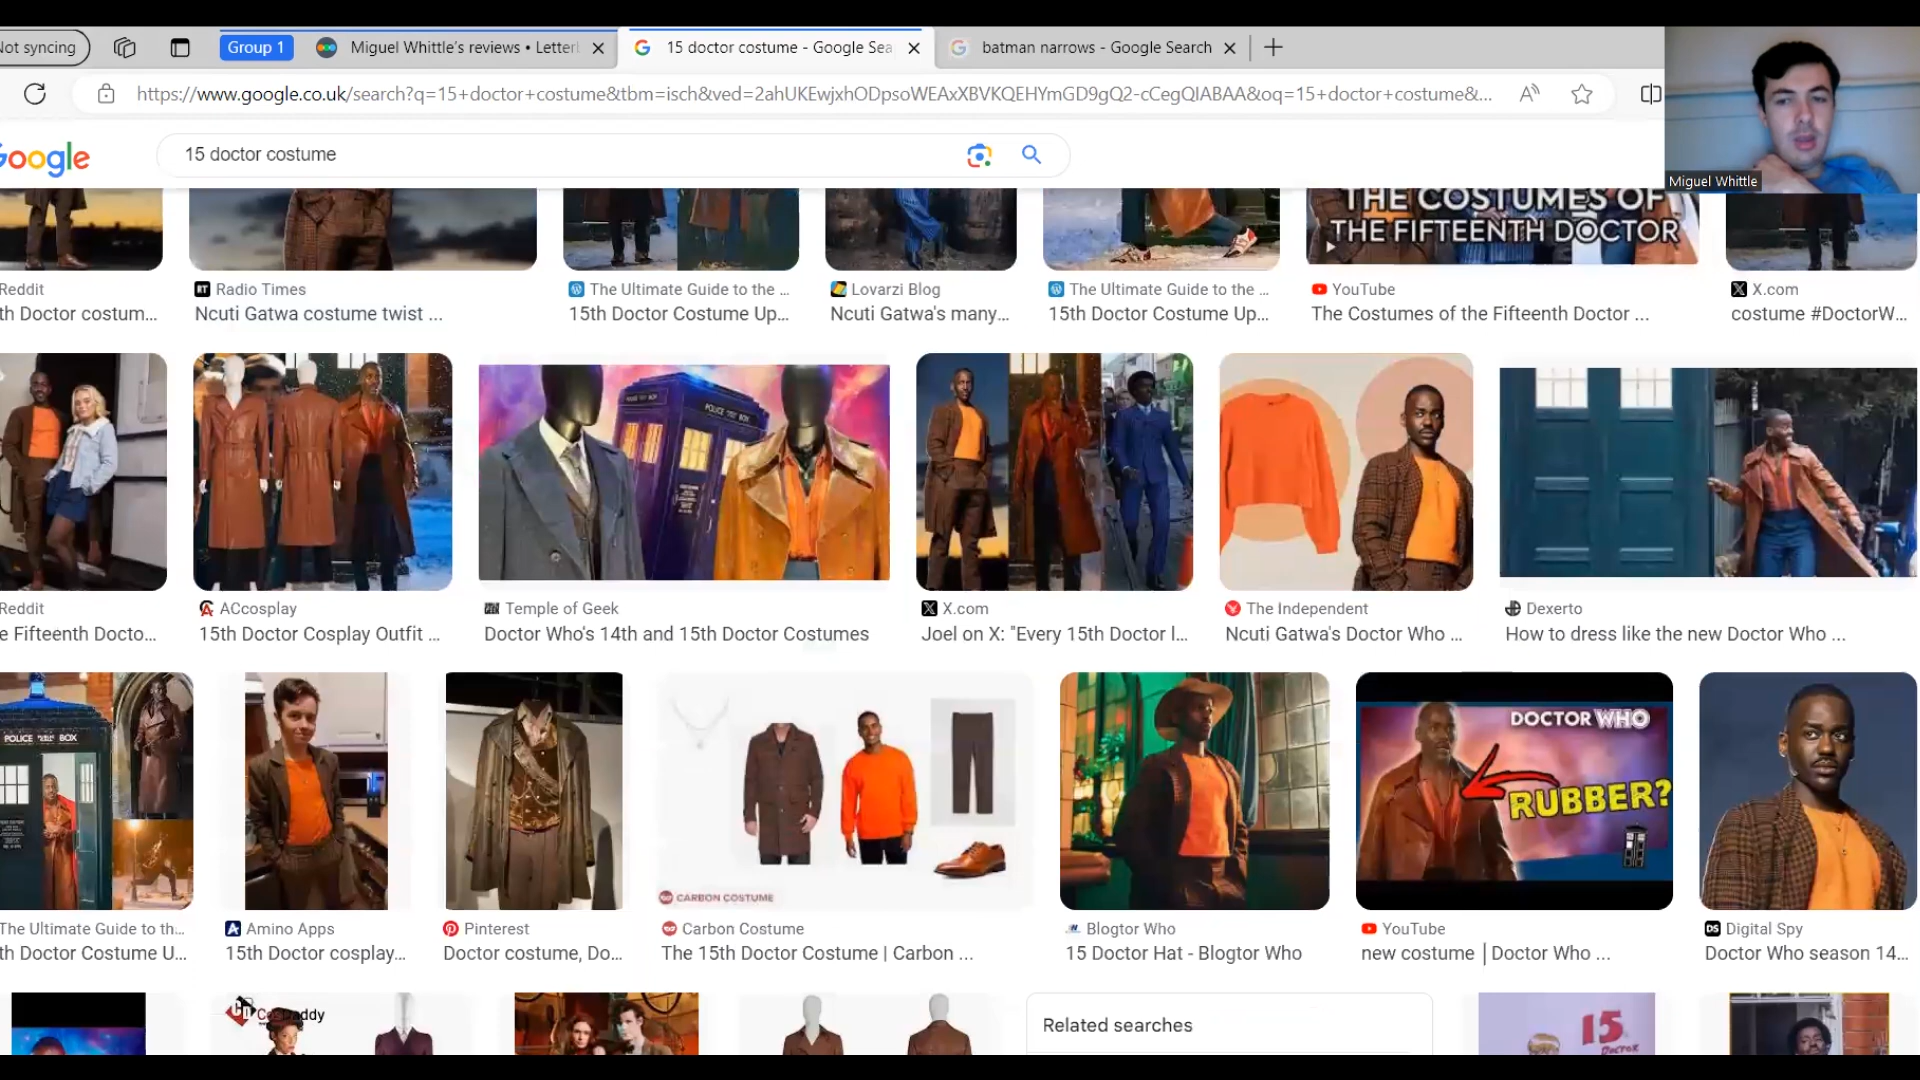 Not syncing
Group 1
Miguel Whittle's reviews • Letter
15 doctor costume - Google Sea
batman narrows - Google Search
https://www.google.co.uk/search?q=15+doctor+costume&tbm=isch&ved=2ahUKEwjxhODpsoWEAxXBVKQEHYmGD9gQ2-cCegQIABAA&oq=15+doctor+costume&...
Google
15 doctor costume
Miguel Whittle
THE COSTUMES OF
THE FIFTEENTH DOCTOR
Reddit
Radio Times
The Ultimate Guide to the ...
Lovarzi Blog
The Ultimate Guide to the ...
YouTube
X.com
th Doctor costum...
Ncuti Gatwa costume twist ...
15th Doctor Costume Up...
Ncuti Gatwa's many...
15th Doctor Costume Up...
The Costumes of the Fifteenth Doctor ...
costume #DoctorW...
POLICE BOX
POLICE BOX
Reddit
ACcosplay
Temple of Geek
X.com
The Independent
Dexerto
e Fifteenth Docto...
15th Doctor Cosplay Outfit ...
Doctor Who's 14th and 15th Doctor Costumes
Joel on X: "Every 15th Doctor l...
Ncuti Gatwa's Doctor Who ...
How to dress like the new Doctor Who ...
POLICE BOX
DOCTOR WHO
RUBBER?
CARBON COSTUME
The Ultimate Guide to th...
Amino Apps
Pinterest
Carbon Costume
Blogtor Who
YouTube
DS Digital Spy
th Doctor Costume U...
15th Doctor cosplay...
Doctor costume, Do...
The 15th Doctor Costume | Carbon ...
15 Doctor Hat - Blogtor Who
new costume | Doctor Who ...
Doctor Who season 14...
CosDaddy
Related searches
15
DOCTOR